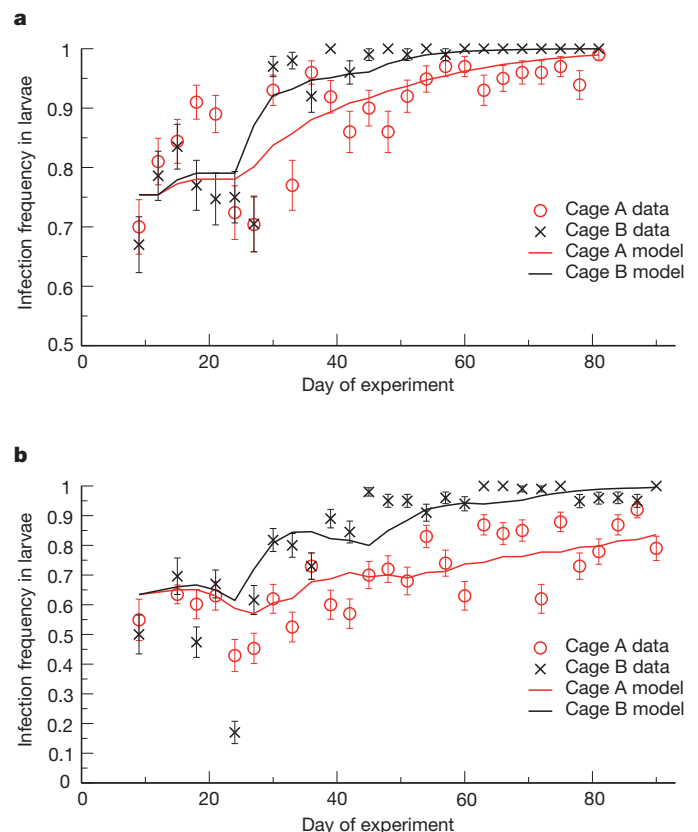 a
1
0.9
0.8
0.7
0.6
0.5
Infection frequency in larvae
Cage A data
Cage B data
Cage A model
Cage B model
0 20 40 60 80
Day of experiment
b
1
0.9
0.8
0.7
0.6
0.5
0.4
0.3
0.2
0.1
0
Infection frequency in larvae
Cage A data
Cage B data
Cage A model
Cage B model
0 20 40 60 80
Day of experiment